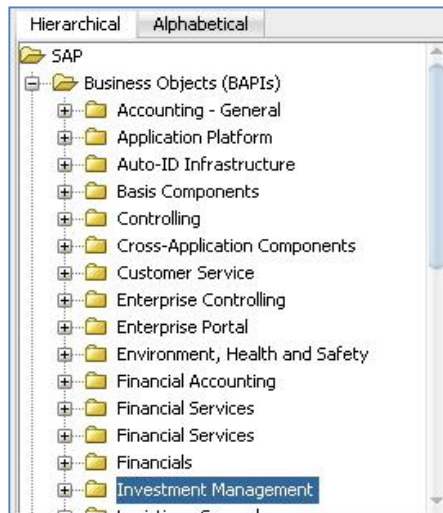 Hierarchical Alphabetical
SAP
Business Objects (BAPIs)
Accounting - General
Application Platform
Auto-ID Infrastructure
Basis Components
Controlling
Cross-Application Components
Customer Service
Enterprise Controlling
Enterprise Portal
Environment, Health and Safety
Financial Accounting
Financial Services
Financial Services
Financials
Investment Management